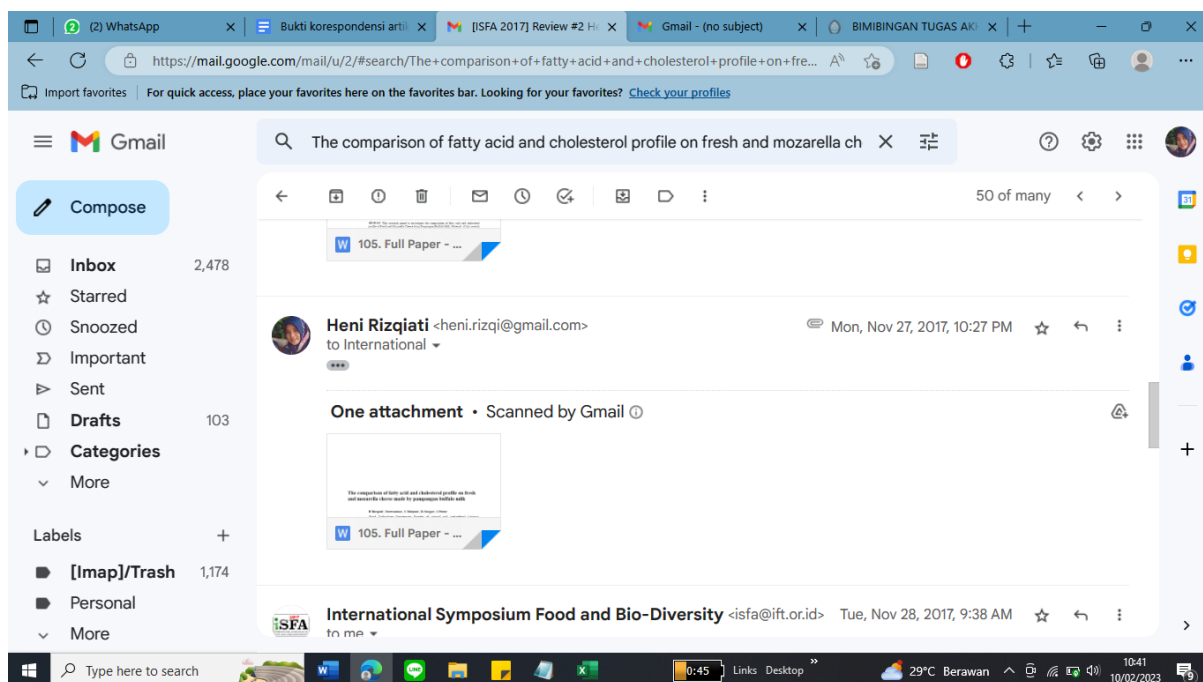 (2) WhatsApp
Bukti korespondensi arti
[ISFA 2017] Review #2 He
Gmail - (no subject)
BIMIBINGAN TUGAS AK
https://mail.google.com/mail/u/2/#search/The+comparison+of+fatty+acid+and+cholesterol+profile+on+fre...
Import favorites
For quick access, place your favorites here on the favorites bar. Looking for your favorites? Check your profiles
Gmail
The comparison of fatty acid and cholesterol profile on fresh and mozarella ch
Compose
50 of many
Inbox 2,478
Starred
Snoozed
Important
Sent
Drafts 103
Categories
More
Labels
[Imap]/Trash 1,174
Personal
More
W 105. Full Paper - ...
Heni Rizqiati <heni.rizqi@gmail.com> Mon, Nov 27, 2017, 10:27 PM
to International
One attachment • Scanned by Gmail
The comparison of fatty acid and cholesterol profile on fresh
and mozarella cheese made by pampangan buffalo milk
W 105. Full Paper - ...
iSFA
International Symposium Food and Bio-Diversity <isfa@ift.or.id> Tue, Nov 28, 2017, 9:38 AM
to me
31
Type here to search
LINE
0:45
Links Desktop
29°C Berawan
10:41
10/02/2023